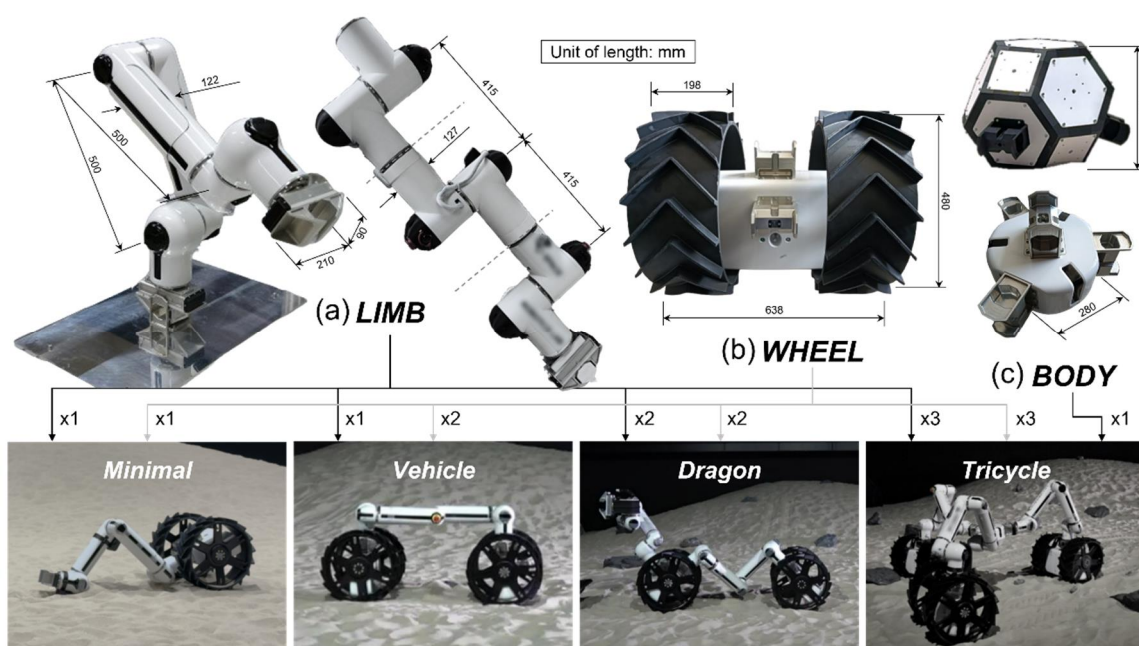 Unit of length: mm
122
500
500
210
90
415
127
415
198
480
638
280
(a) LIMB
(b) WHEEL
(c) BODY
x1
x1
x1
x2
x2
x2
x3
x3
x1
Minimal
Vehicle
Dragon
Tricycle